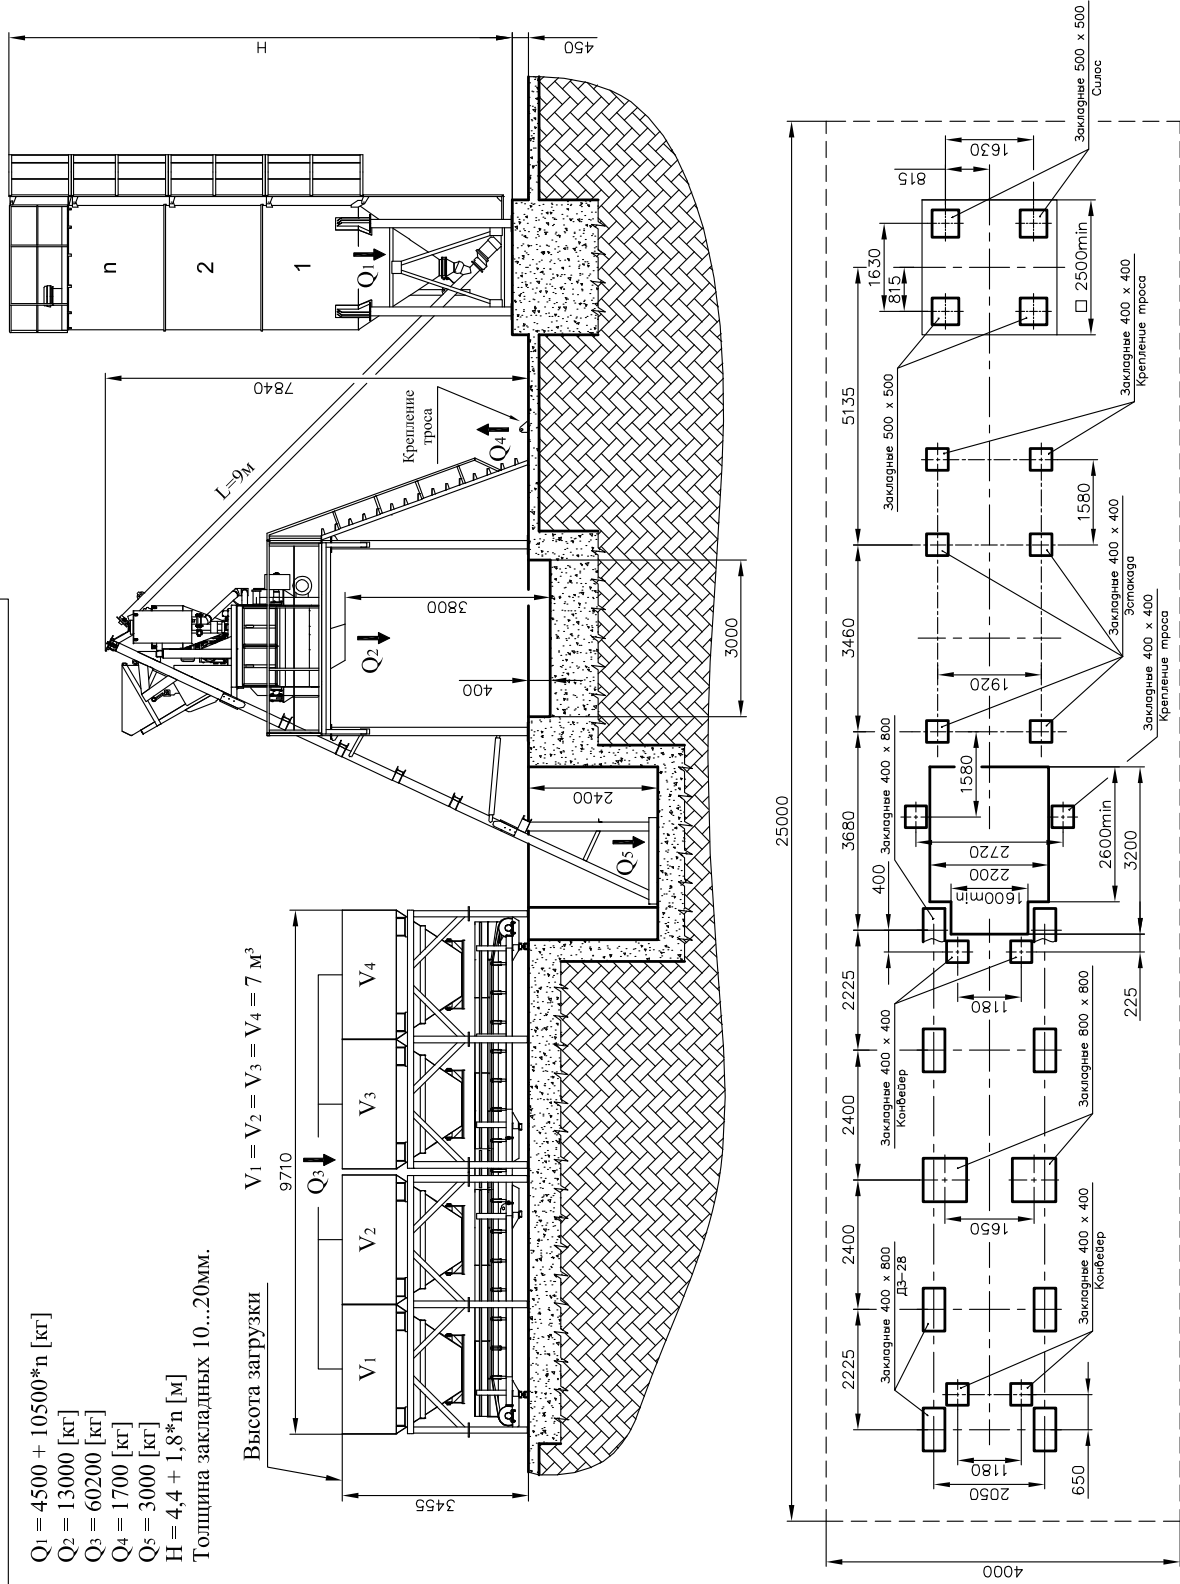 Q1 = 4500 + 10500*n [кг]
Q2 = 13000 [кг]
Q3 = 60200 [кг]
Q4 = 1700 [кг]
Q5 = 3000 [кг]
H = 4,4 + 1,8*n [м]
Толщина закладных 10...20мм.
Высота загрузки
V1 = V2 = V3 = V4 = 7 м³
9710
Q3
V1
V2
V3
V4
3455
Q5
2400
Q2
3800
400
3000
L=9м
7840
Крепление
троса
Q4
n
2
1
Q1
H
450
25000
4000
2225
2400
2400
2225
3680
3460
5135
400
1630
815
815
1630
Закладные 400 х 800
ДЗ-28
Закладные 400 х 400
Конвейер
Закладные 400 х 800
Закладные 500 х 500
Закладные 500 х 500
Силос
2050
1180
1650
1180
1600min
2200
2720
1580
1920
1580
□ 2500min
650
225
2600min
3200
Закладные 400 х 400
Конвейер
Закладные 800 х 800
Закладные 400 х 400
Крепление троса
Закладные 400 х 400
Эстакада
Закладные 400 х 400
Крепление троса